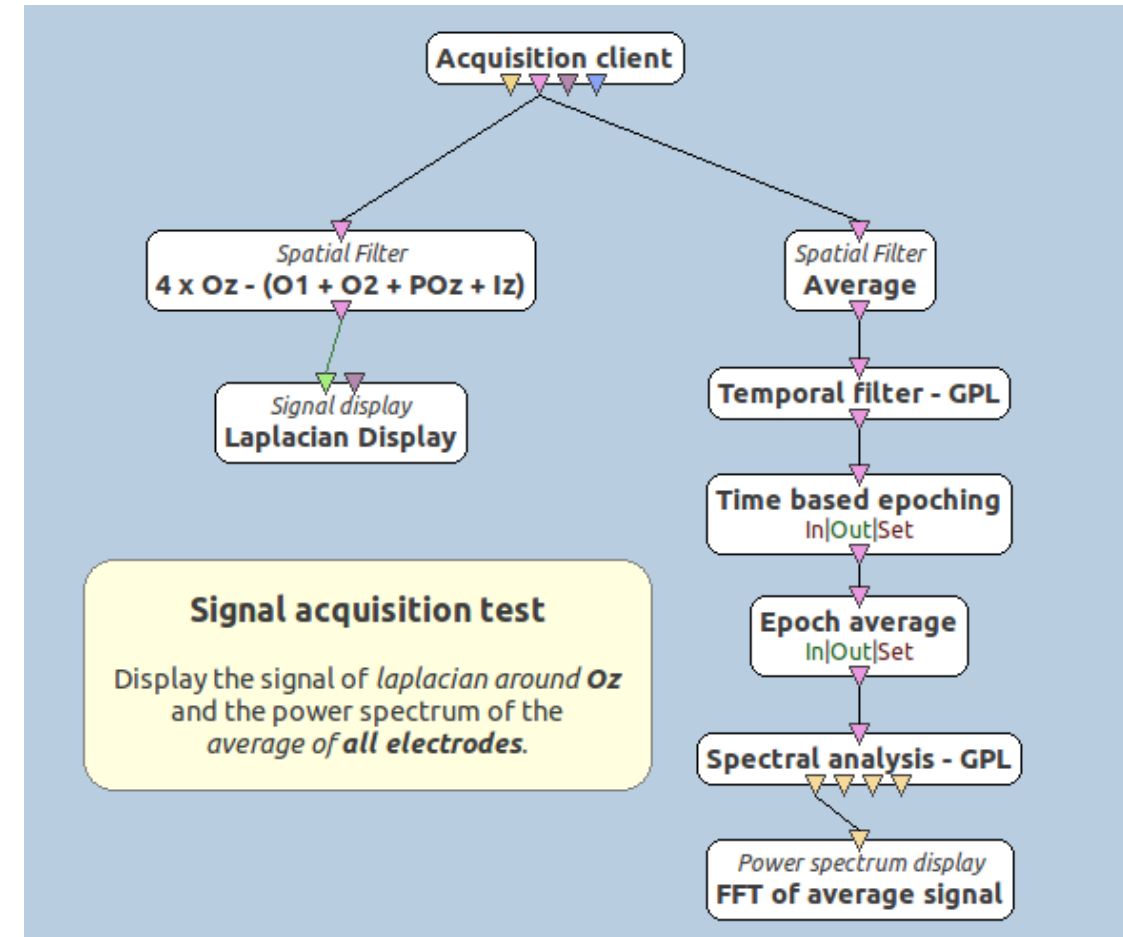 Acquisition client
Spatial Filter
4 x Oz - (O1 + O2 + POz + Iz)
Signal display
Laplacian Display
Spatial Filter
Average
Temporal filter - GPL
Time based epoching
In|Out|Set
Epoch average
In|Out|Set
Spectral analysis - GPL
Power spectrum display
FFT of average signal
Signal acquisition test
Display the signal of laplacian around Oz
and the power spectrum of the
average of all electrodes.